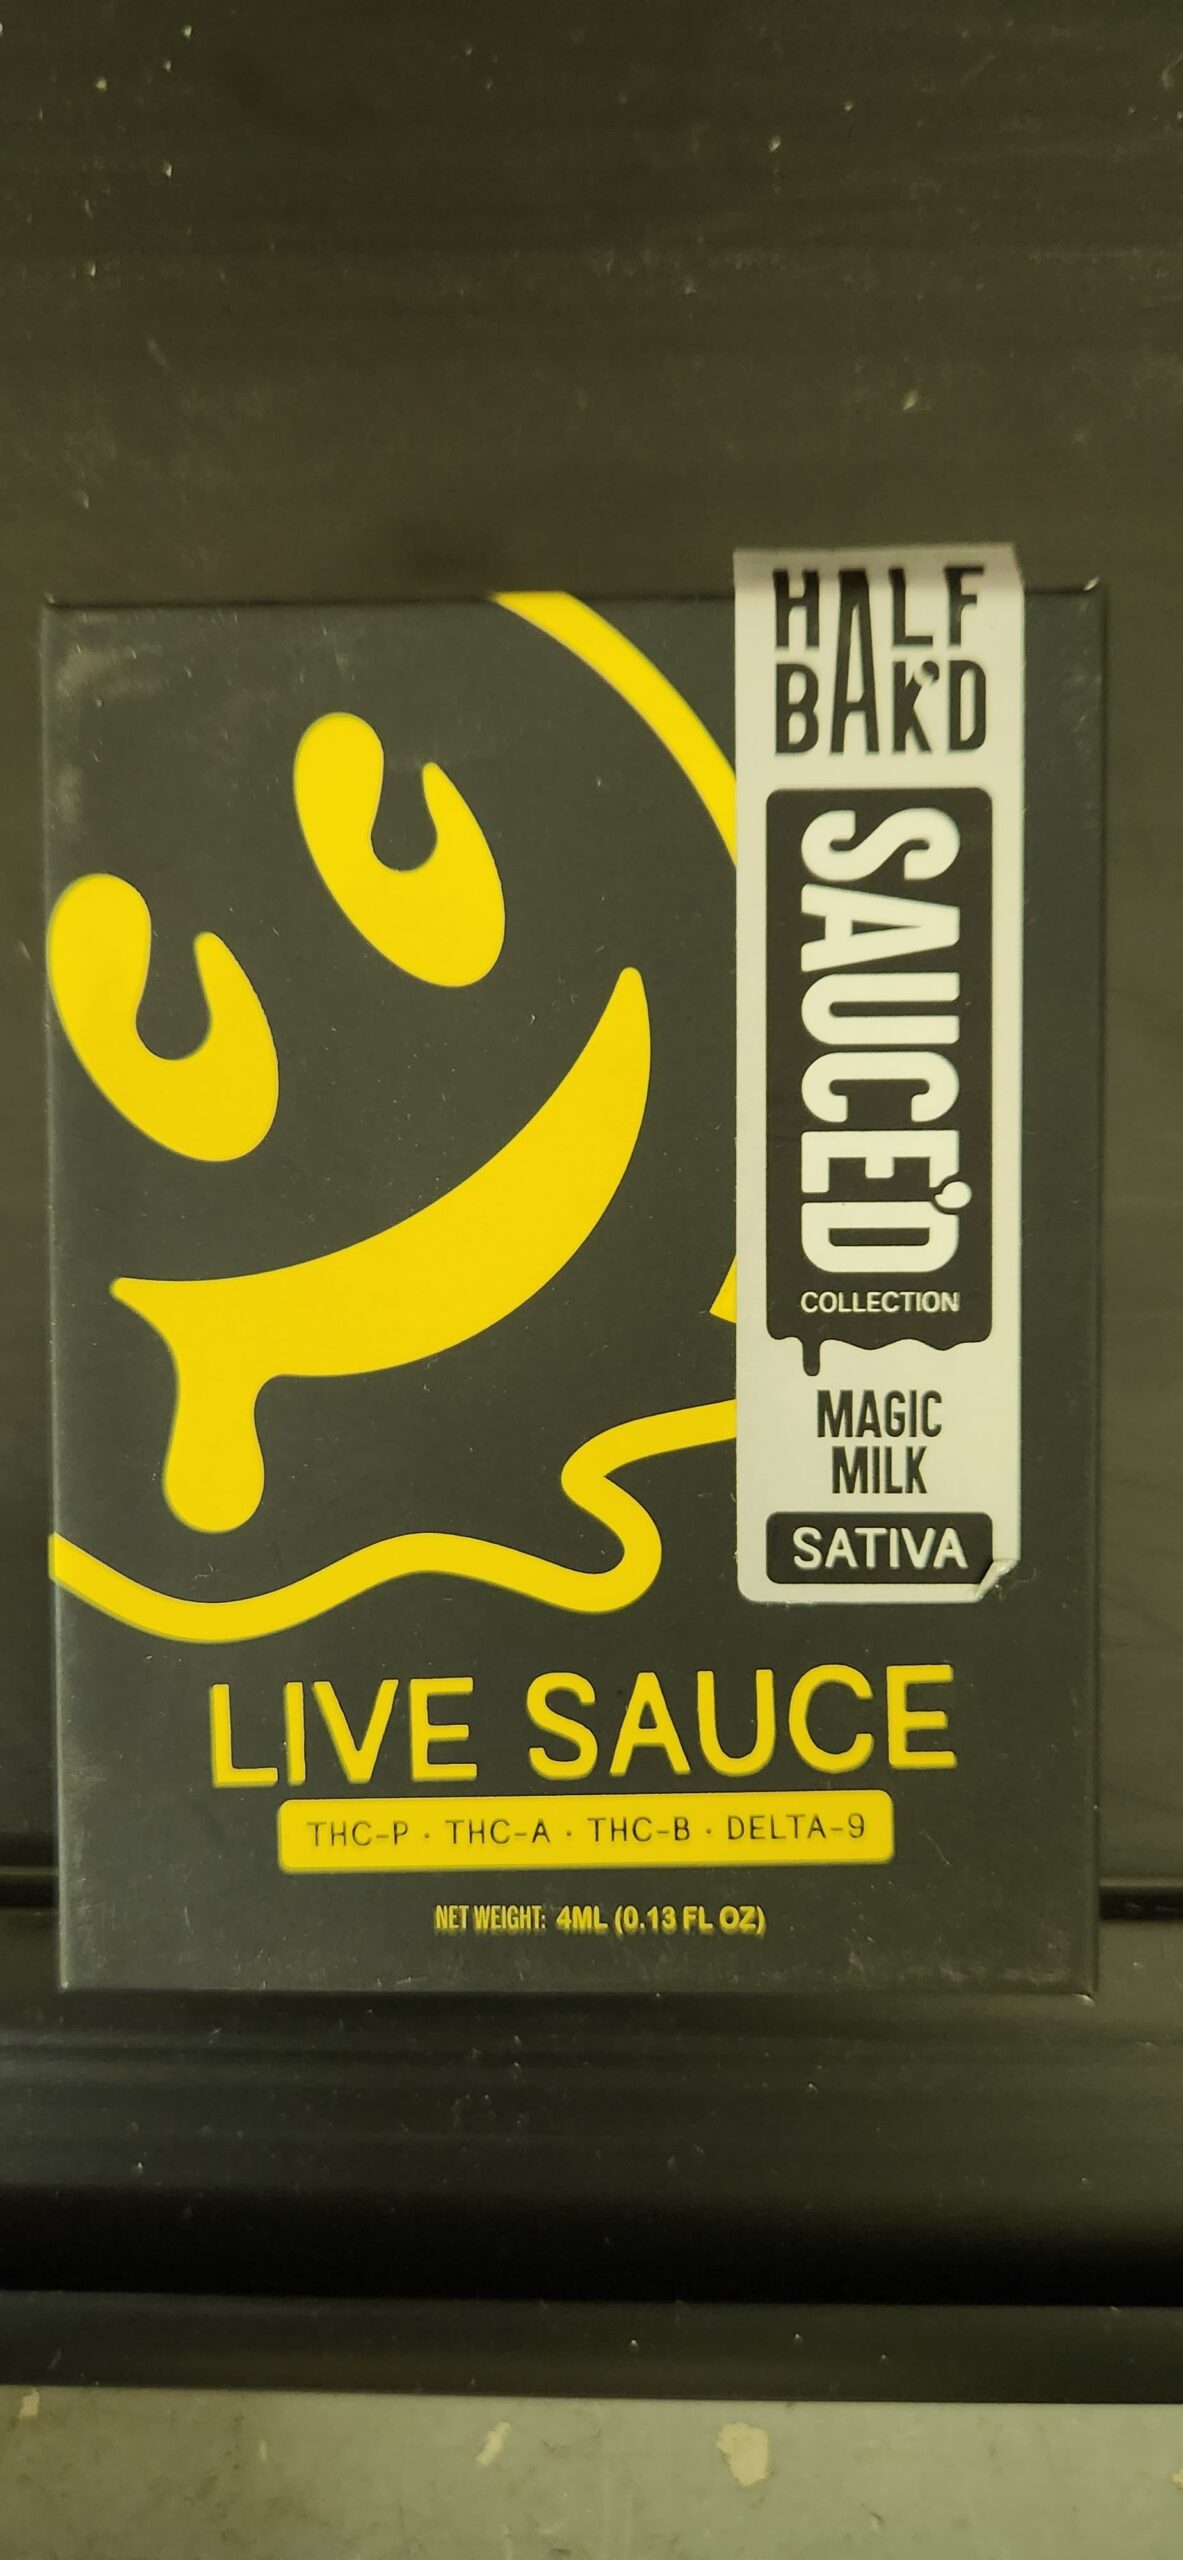 HALF
BAK'D
SAUCE'D
COLLECTION
MAGIC
MILK
SATIVA
LIVE SAUCE
THC-P · THC-A · THC-B · DELTA-9
NET WEIGHT: 4ML (0.13 FL OZ)